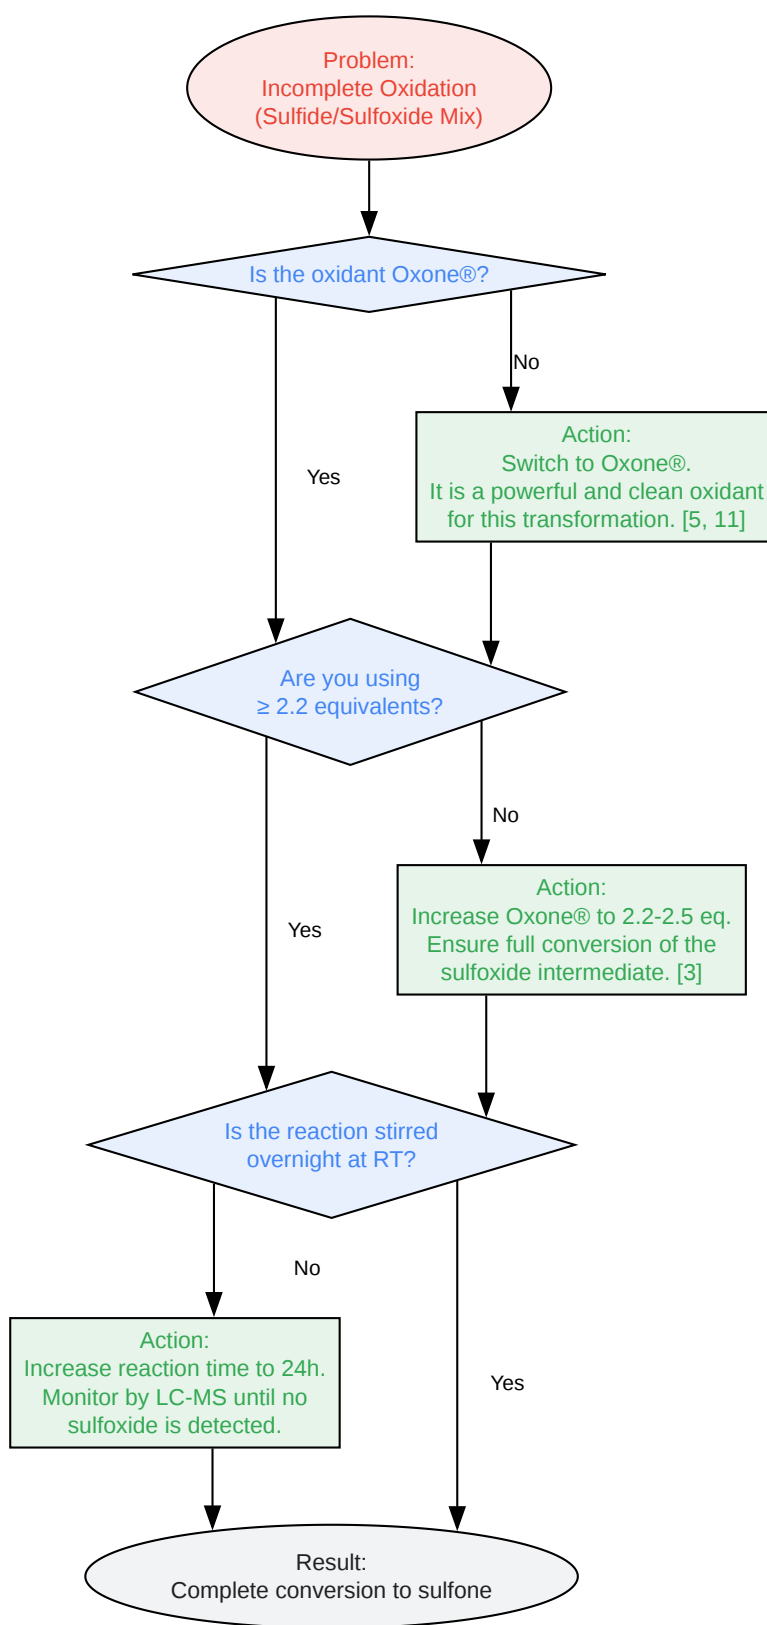 Problem:
Incomplete Oxidation
(Sulfide/Sulfoxide Mix)
Is the oxidant Oxone®?
No
Action:
Switch to Oxone®.
It is a powerful and clean oxidant
for this transformation. [5, 11]
Yes
Are you using
≥ 2.2 equivalents?
No
Action:
Increase Oxone® to 2.2-2.5 eq.
Ensure full conversion of the
sulfoxide intermediate. [3]
Yes
Is the reaction stirred
overnight at RT?
No
Action:
Increase reaction time to 24h.
Monitor by LC-MS until no
sulfoxide is detected.
Yes
Result:
Complete conversion to sulfone